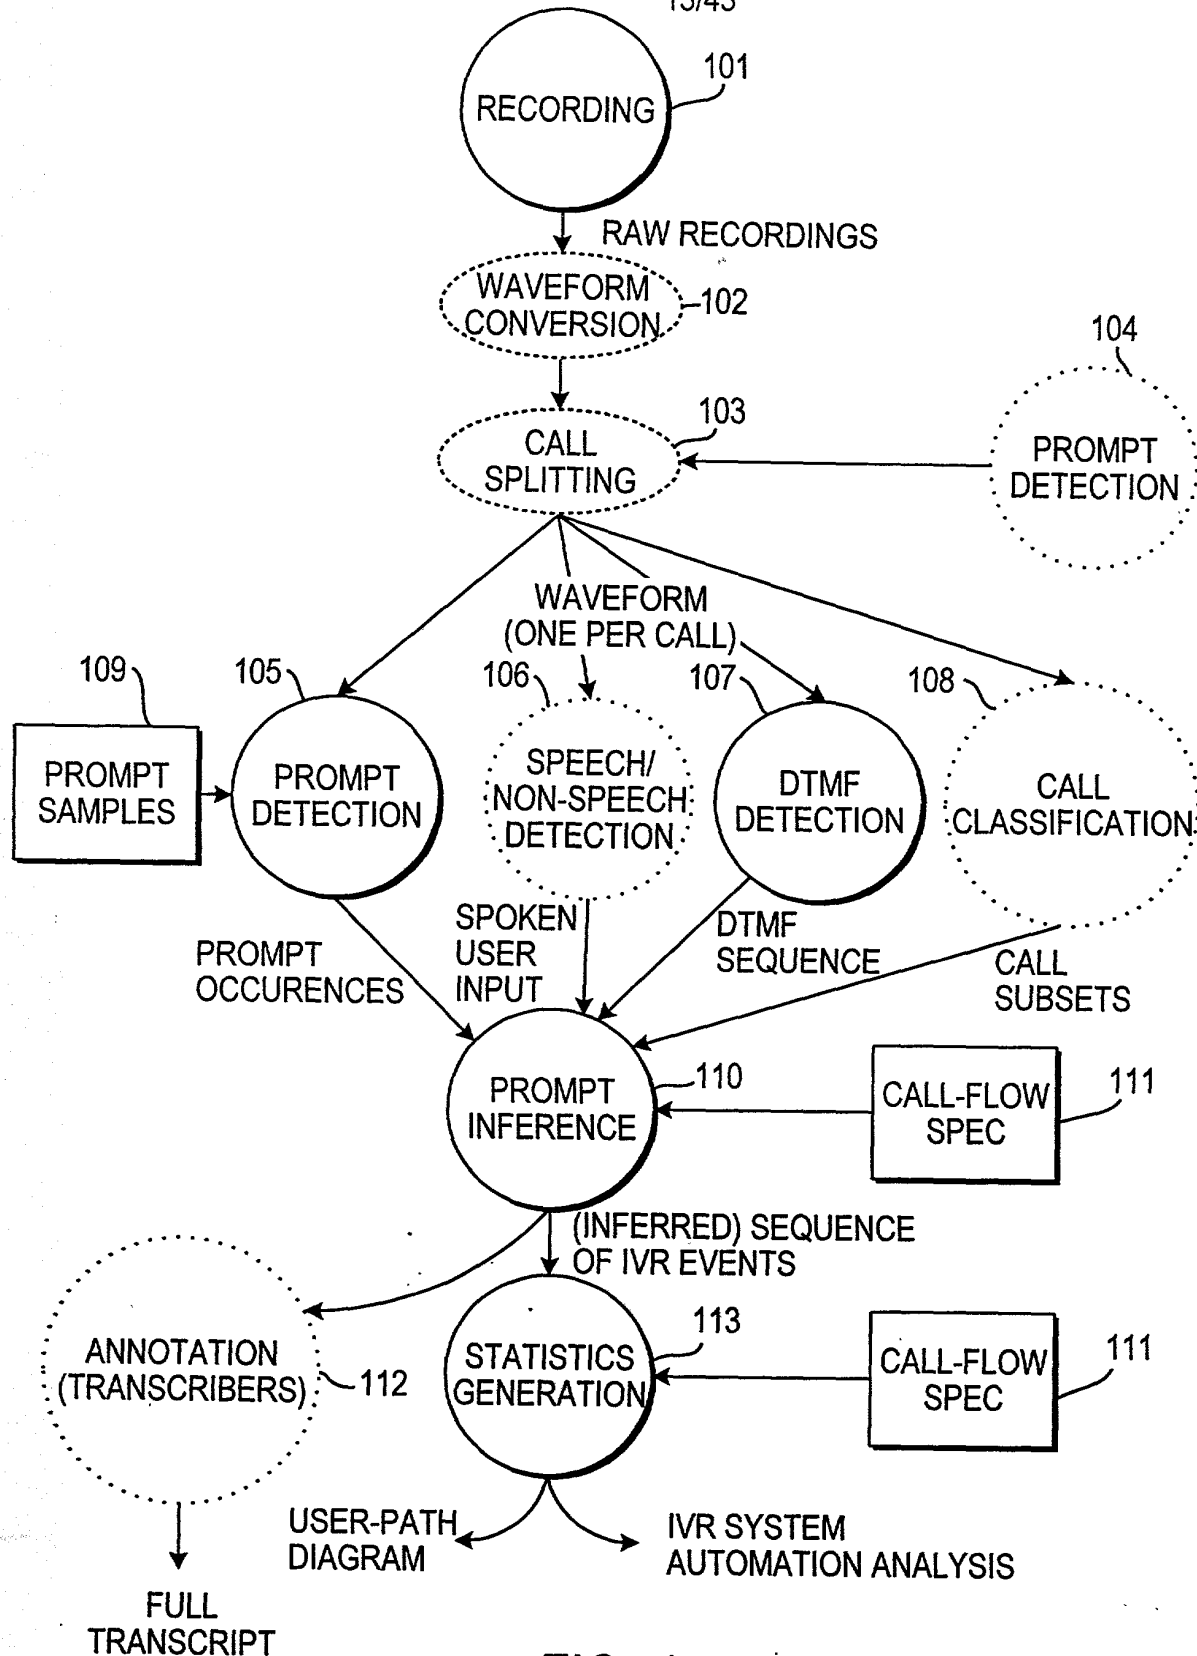 RECORDING
101
RAW RECORDINGS
WAVEFORM
CONVERSION
102
104
103
CALL
SPLITTING
PROMPT
DETECTION
WAVEFORM
(ONE PER CALL)
109
105
106
107
108
PROMPT
SAMPLES
PROMPT
DETECTION
SPEECH/
NON-SPEECH
DETECTION
DTMF
DETECTION
CALL
CLASSIFICATION
PROMPT
OCCURENCES
SPOKEN
USER
INPUT
DTMF
SEQUENCE
CALL
SUBSETS
PROMPT
INFERENCE
110
CALL-FLOW
SPEC
111
(INFERRED) SEQUENCE
OF IVR EVENTS
ANNOTATION
(TRANSCRIBERS)
112
STATISTICS
GENERATION
113
CALL-FLOW
SPEC
111
USER-PATH
DIAGRAM
IVR SYSTEM
AUTOMATION ANALYSIS
FULL
TRANSCRIPT